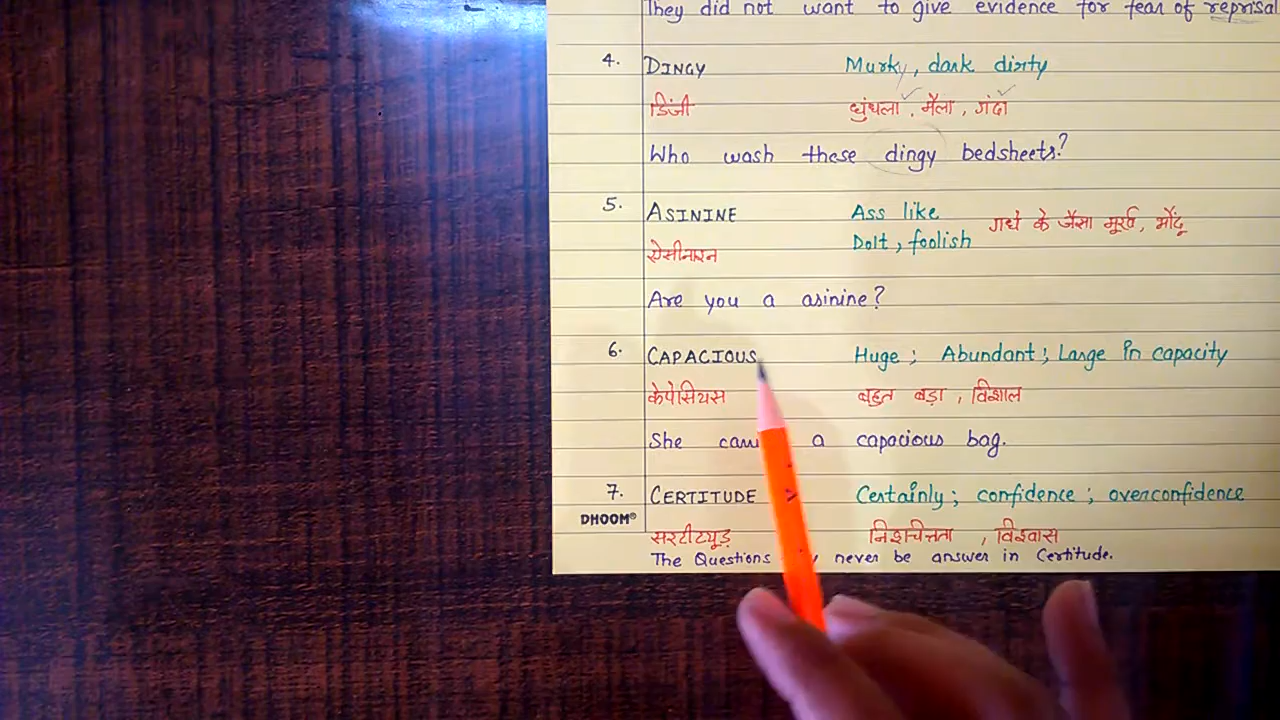 They did not want to give evidence for fear of reprisal
4. DINGY Murky, dark dirty
डिंजी धुंधला, मैला, गंदा
Who wash these dingy bedsheets?
5. ASININE Ass like गधे के जैसा मूर्ख, भोंदू
Dolt, foolish
ऐसीनाइन
Are you a asinine?
6. CAPACIOUS Huge; Abundant; Large in capacity
केपेसियस बहुत बड़ा, विशाल
She a capacious bag.
7. CERTITUDE Certainly; confidence; overconfidence
DHOOM®
सरटीट्यूड़ निश्चिन्तता, विश्वास
The Questions never be answer in Certitude.